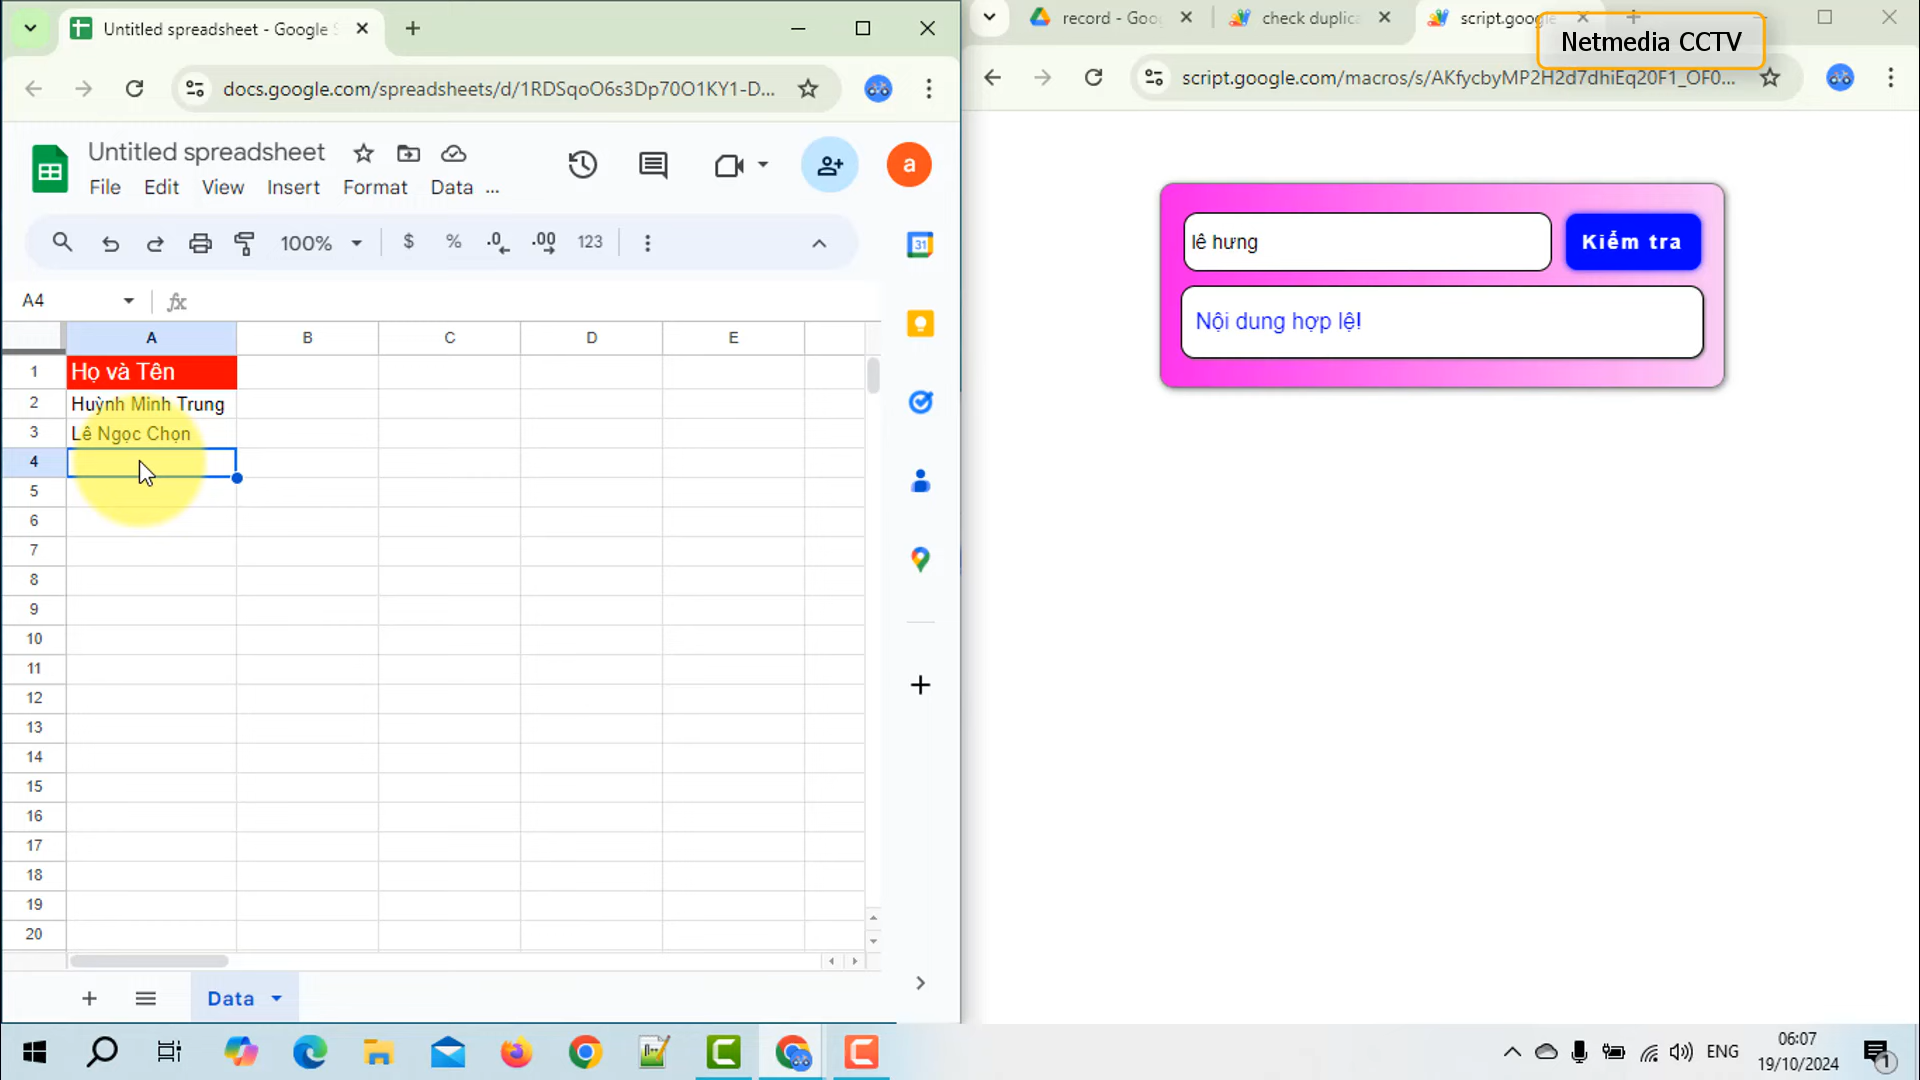 Untitled spreadsheet - Google S
docs.google.com/spreadsheets/d/1RDSqoO6s3Dp70O1KY1-D...
Untitled spreadsheet
File Edit View Insert Format Data ...
a
100% $ % .0 .00 123
31
A4 fx
A B C D E
1 Họ và Tên
2 Huỳnh Minh Trung
3 Lê Ngọc Chọn
4
5
6
7
8
9
10
11
12
13
14
15
16
17
18
19
20
Data
record - Goog
check duplica
script.google
Netmedia CCTV
script.google.com/macros/s/AKfycbyMP2H2d7dhiEq20F1_OF0...
lê hưng
Kiểm tra
Nội dung hợp lệ!
ENG
06:07
19/10/2024
1